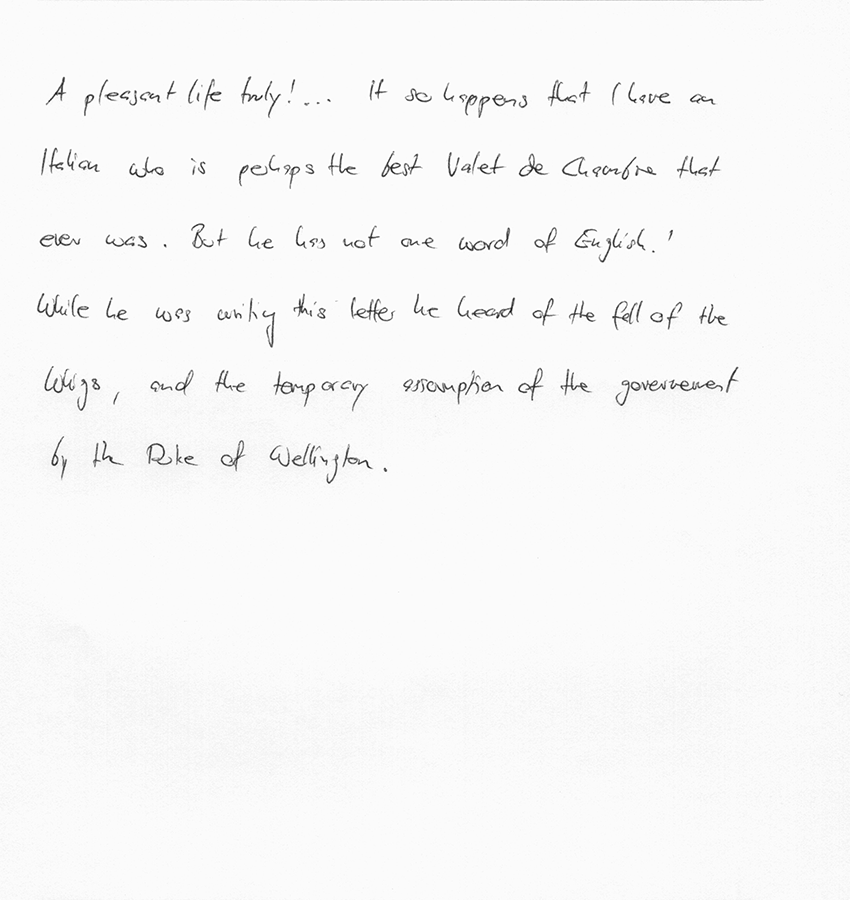 A pleasant life truly!... It so happens that I have an
Italian who is perhaps the best Valet de Chambre that
ever was. But he has not one word of English.'
While he was writing this letter he heard of the fall of the
Whigs, and the temporary assumption of the government
by the Duke of Wellington.